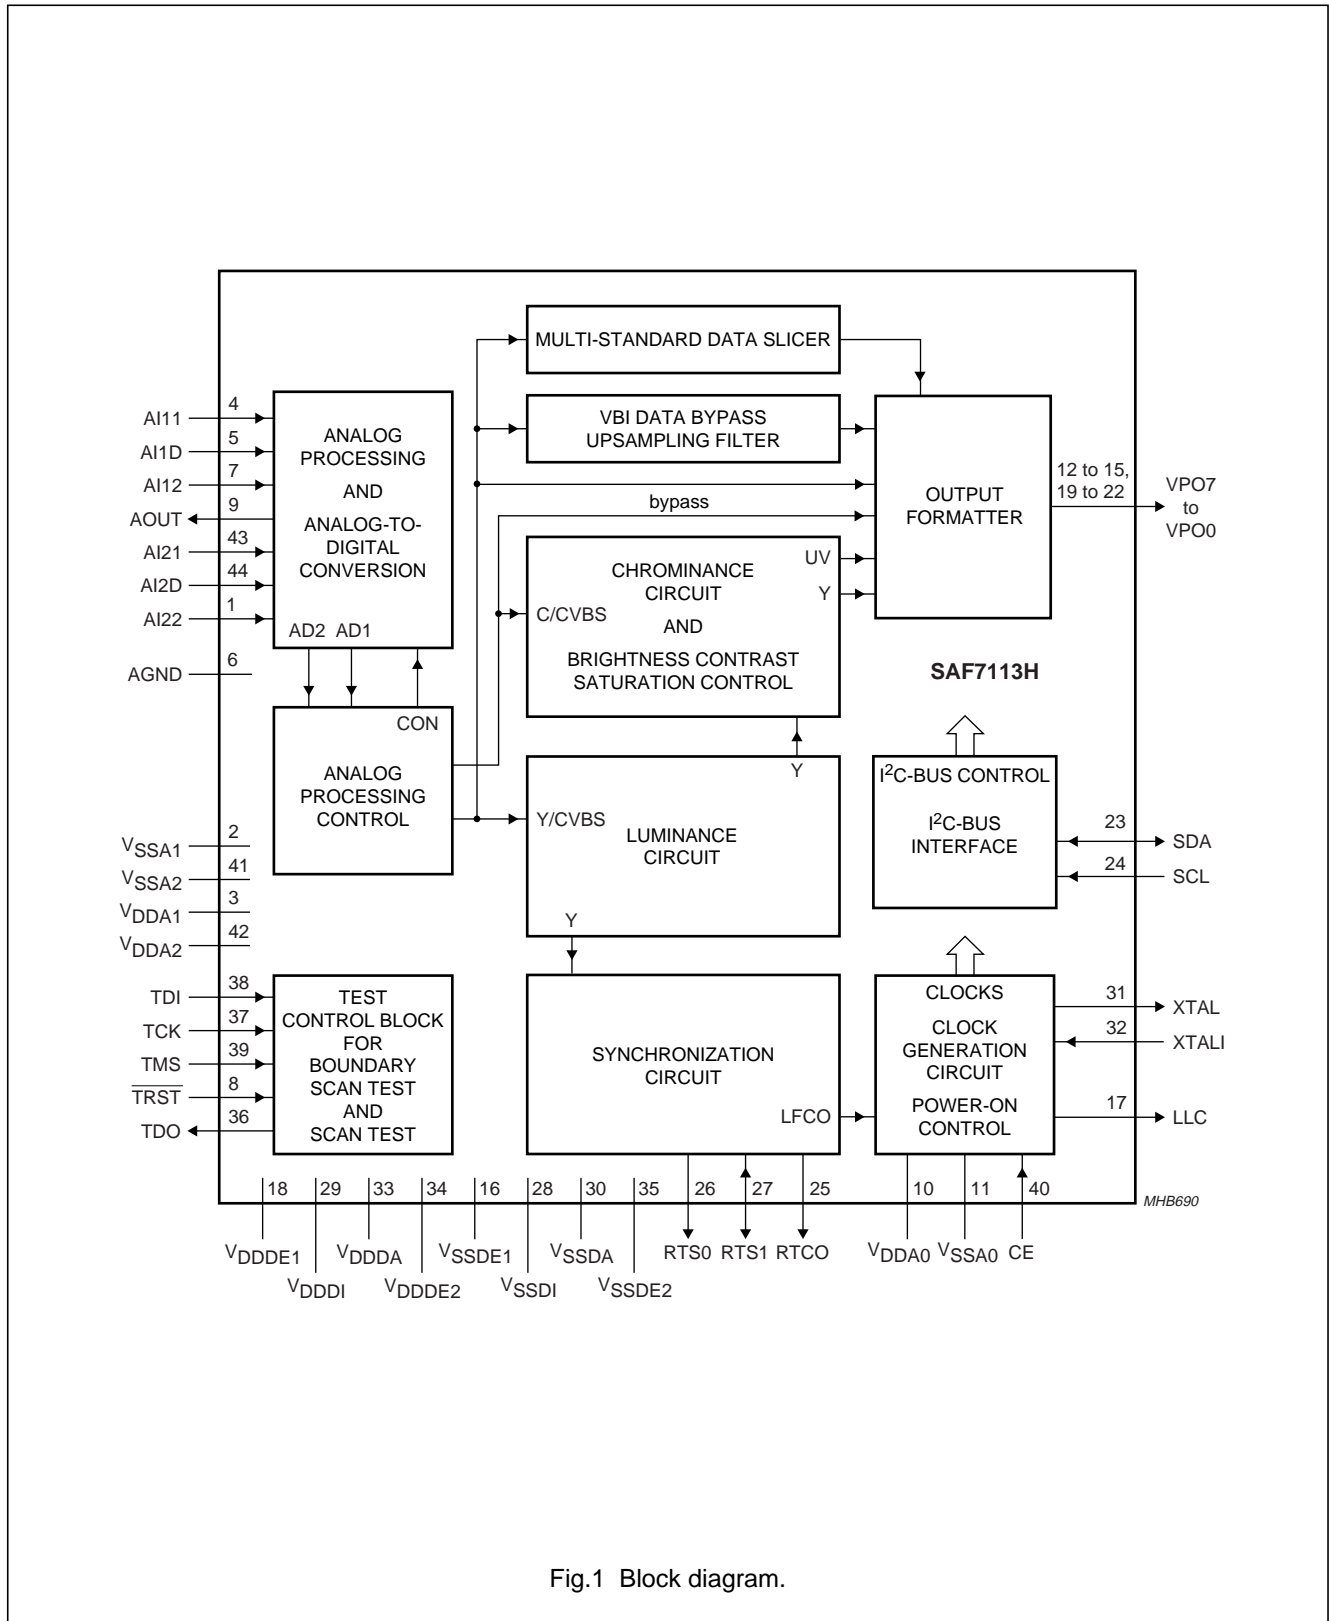 MULTI-STANDARD DATA SLICER
VBI DATA BYPASS
UPSAMPLING FILTER
bypass
AI11
4
AI1D
5
AI12
7
AOUT
9
AI21
43
AI2D
44
AI22
1
AGND
6
ANALOG
PROCESSING
AND
ANALOG-TO-
DIGITAL
CONVERSION
AD2 AD1
CON
ANALOG
PROCESSING
CONTROL
CHROMINANCE
CIRCUIT
AND
BRIGHTNESS CONTRAST
SATURATION CONTROL
C/CVBS
UV
Y
OUTPUT
FORMATTER
12 to 15,
19 to 22
VPO7
to
VPO0
SAF7113H
Y
Y/CVBS
LUMINANCE
CIRCUIT
Y
I2C-BUS CONTROL
I2C-BUS
INTERFACE
23
SDA
24
SCL
VSSA1
2
VSSA2
41
VDDA1
3
VDDA2
42
TDI
38
TCK
37
TMS
39
TRST
8
TDO
36
TEST
CONTROL BLOCK
FOR
BOUNDARY
SCAN TEST
AND
SCAN TEST
SYNCHRONIZATION
CIRCUIT
LFCO
CLOCKS
CLOCK
GENERATION
CIRCUIT
POWER-ON
CONTROL
31
XTAL
32
XTALI
17
LLC
18 29 33 34 16 28 30 35 26 27 25 10 11 40
MHB690
VDDDE1 VDDDA VSSDE1 VSSDA RTS0 RTS1 RTCO VDDA0 VSSA0 CE
VDDDI VDDDE2 VSSDI VSSDE2
Fig.1 Block diagram.